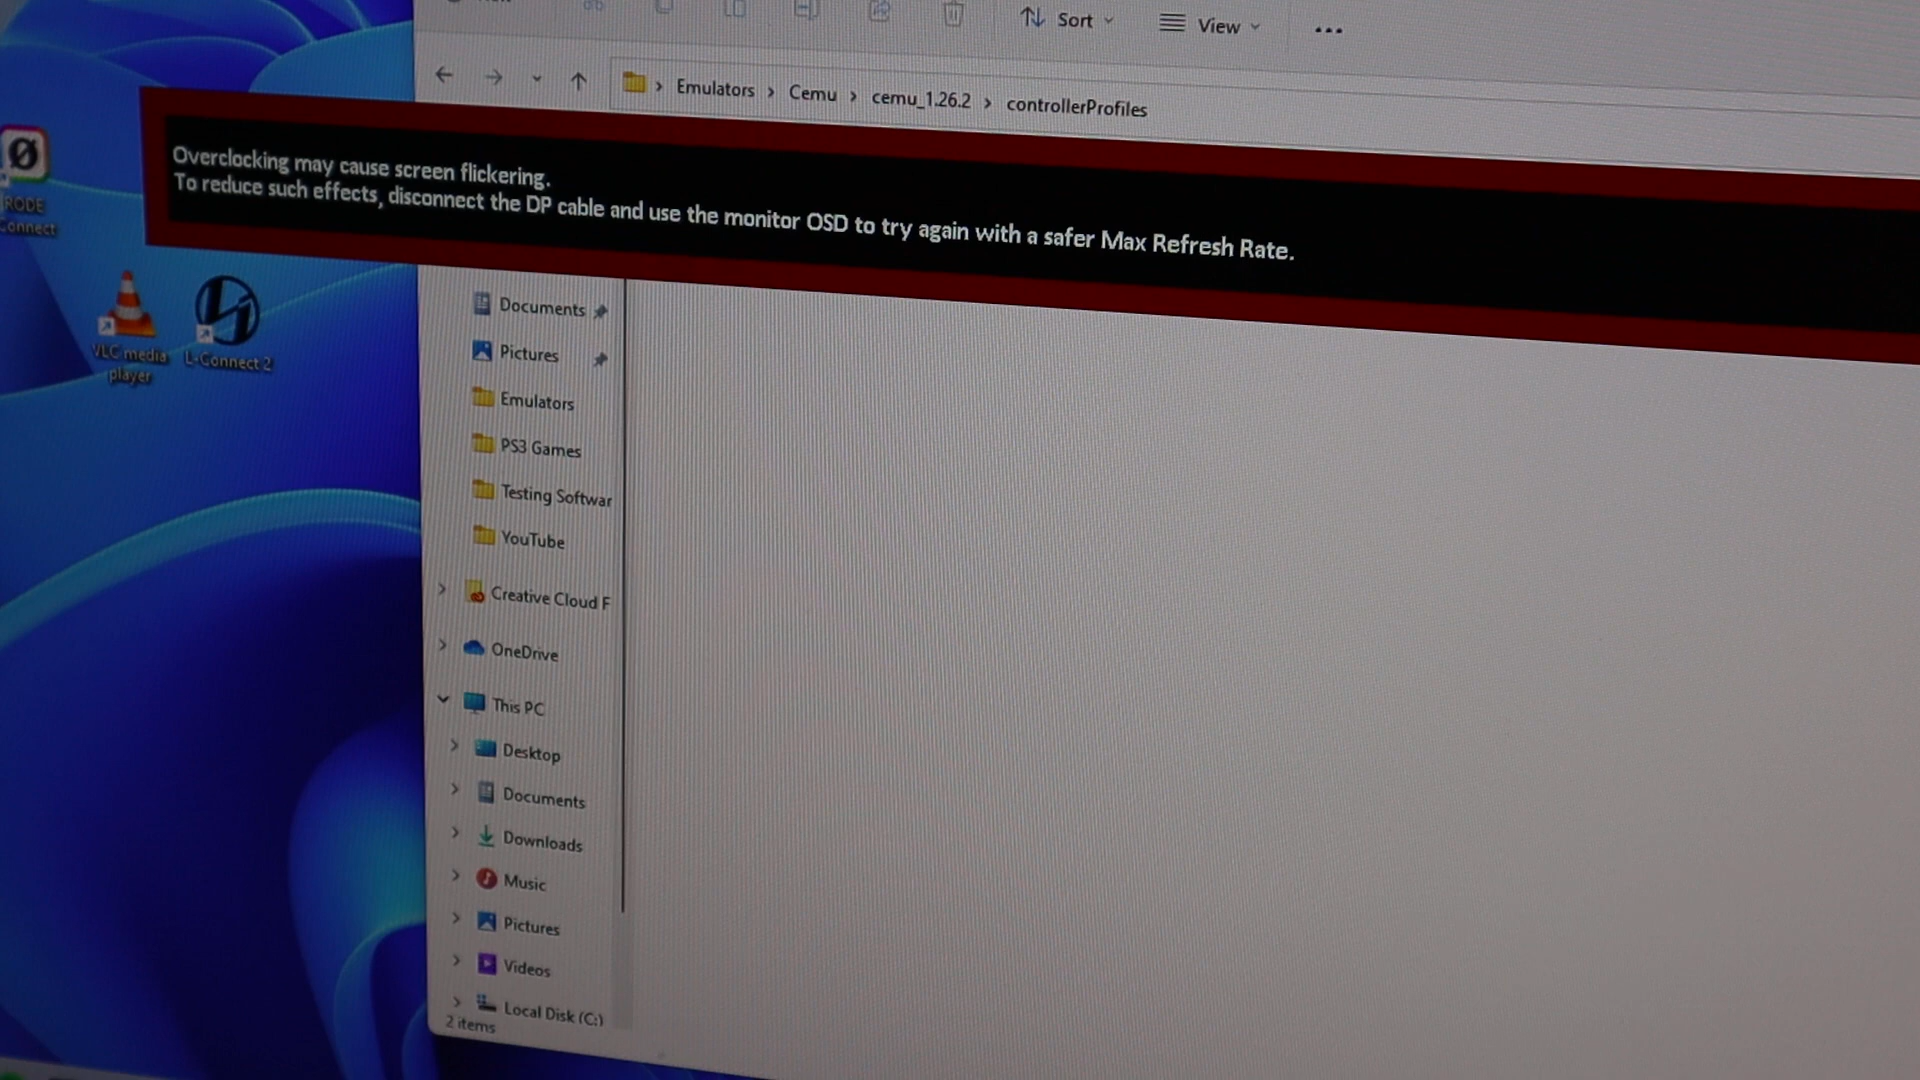 Sort
View
Emulators > Cemu > cemu_1.26.2 > controllerProfiles
Overclocking may cause screen flickering.
To reduce such effects, disconnect the DP cable and use the monitor OSD to try again with a safer Max Refresh Rate.
RODE
Connect
VLC media
player
L-Connect 2
Documents
Pictures
Emulators
PS3 Games
Testing Softwar
YouTube
Creative Cloud F
OneDrive
This PC
Desktop
Documents
Downloads
Music
Pictures
Videos
Local Disk (C:)
2 items